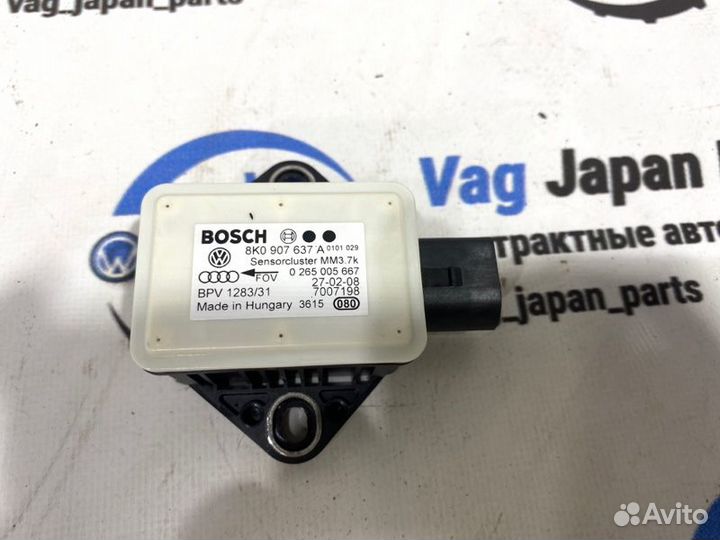 vag_japan_parts
Vag Japan
трактные автомо
_japan_parts
BOSCH
8K0 907 637 A 0101 029
Sensorcluster MM3.7k
FOV 0 265 005 667
27-02-08
BPV 1283/31 7007198
Made in Hungary 3615 080
Avito